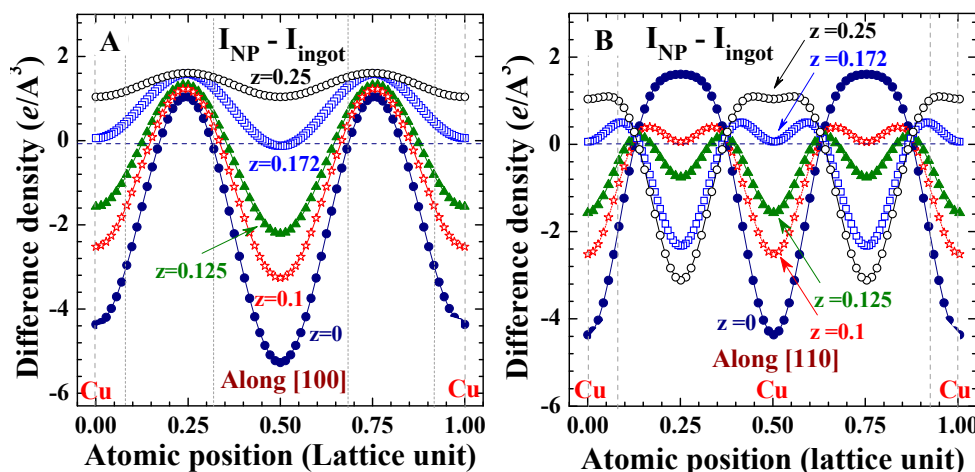 A
I_NP - I_ingot
z=0.25
z=0.172
z=0.125
z=0.1
z=0
Along [100]
Cu
Cu
2
0
-2
-4
-6
0.00 0.25 0.50 0.75 1.00
Difference density (e/A^3)
Atomic position (Lattice unit)
B
I_NP - I_ingot
z =0.25
z=0.172
z =0.125
z =0.1
z=0
Along [110]
Cu
Cu
Cu
2
0
-2
-4
-6
0.00 0.25 0.50 0.75 1.00
Difference density (e/A^3)
Atomic position (lattice unit)